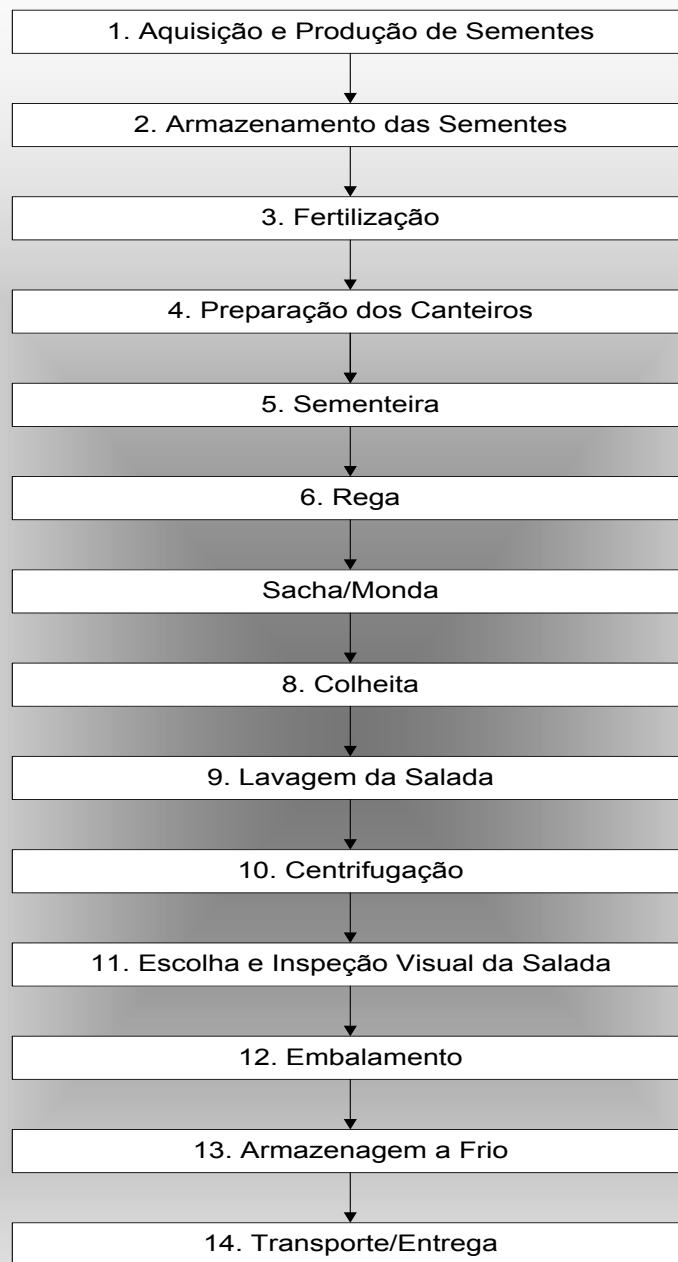 1. Aquisição e Produção de Sementes
2. Armazenamento das Sementes
3. Fertilização
4. Preparação dos Canteiros
5. Sementeira
6. Rega
Sacha/Monda
8. Colheita
9. Lavagem da Salada
10. Centrifugação
11. Escolha e Inspeção Visual da Salada
12. Embalamento
13. Armazenagem a Frio
14. Transporte/Entrega